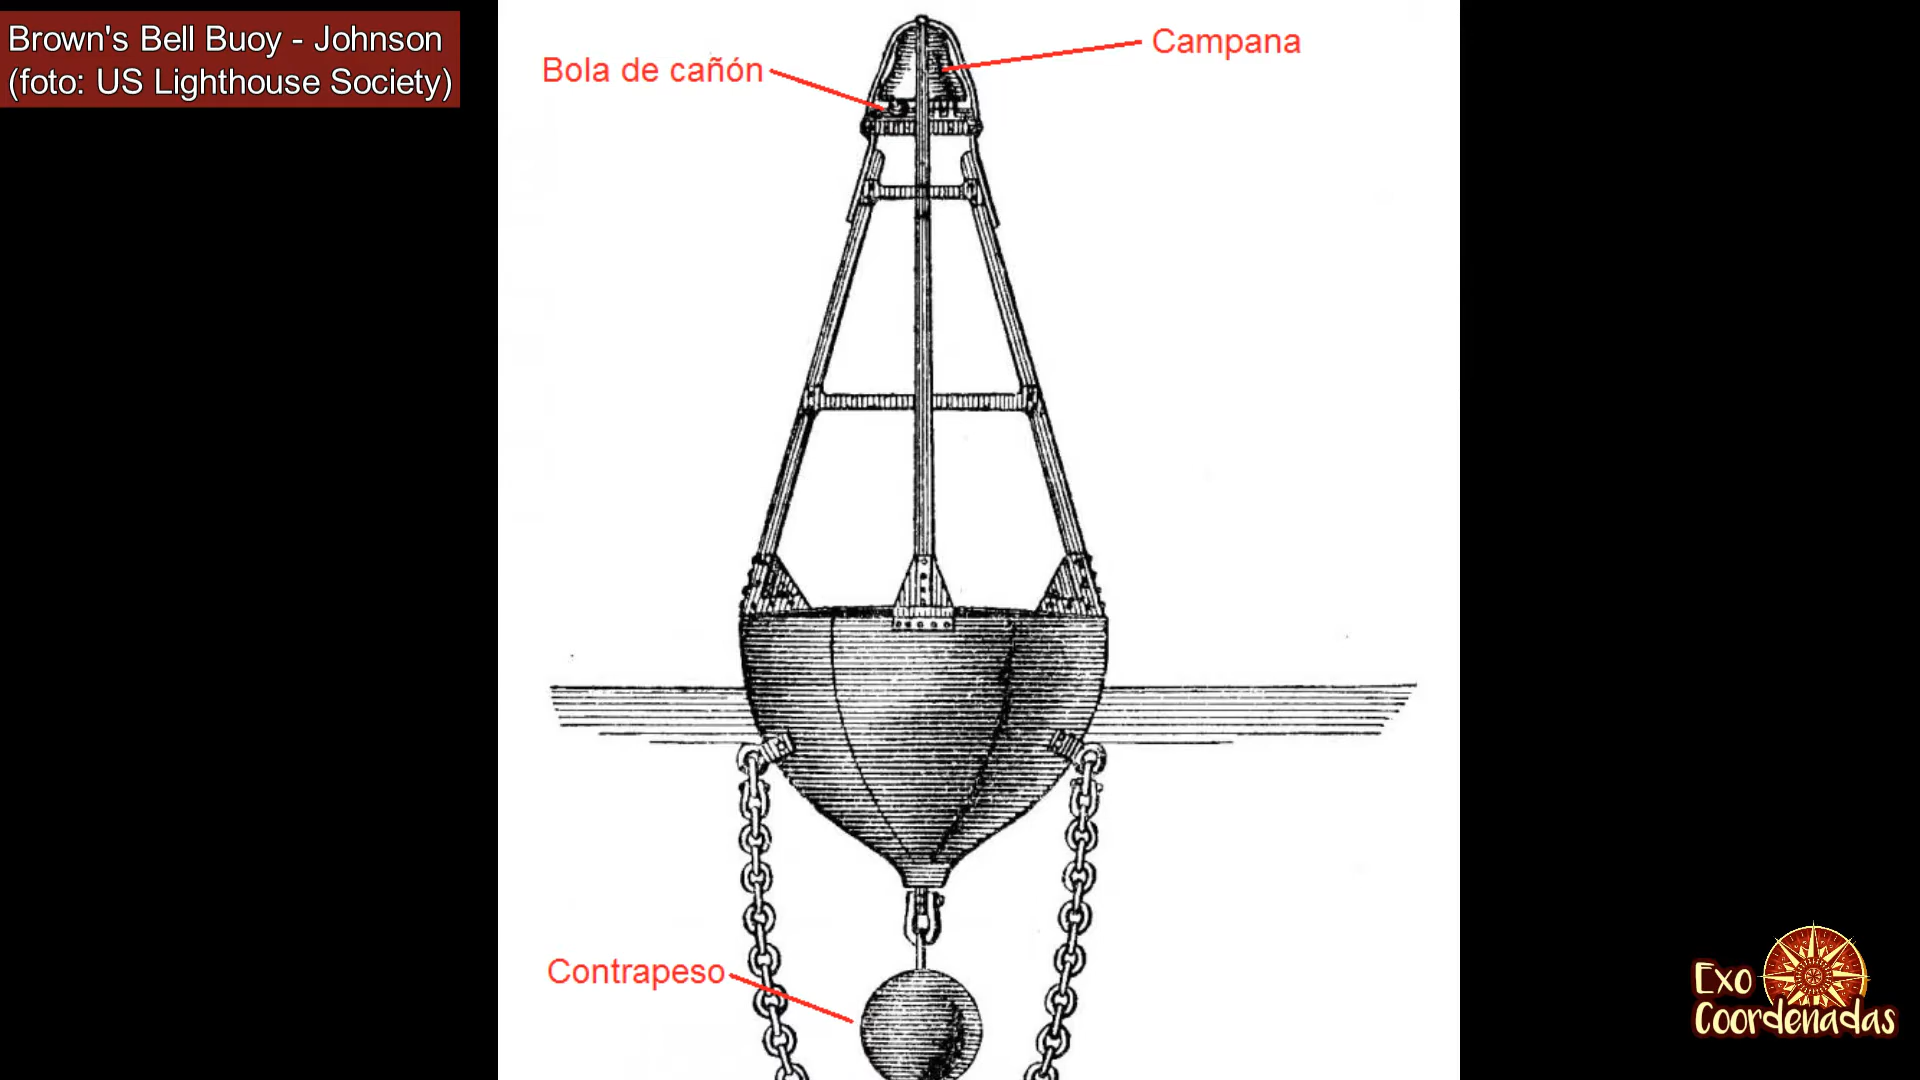 Brown's Bell Buoy - Johnson
(foto: US Lighthouse Society)
Campana
Bola de cañón
Contrapeso
Exo
Coordenadas